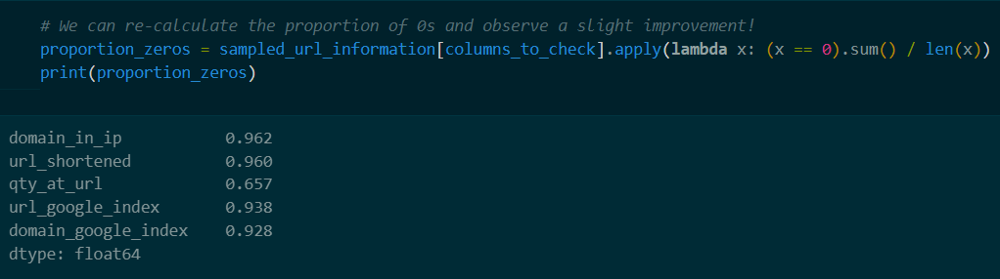 # We can re-calculate the proportion of 0s and observe a slight improvement!
proportion_zeros = sampled_url_information[columns_to_check].apply(lambda x: (x == 0).sum() / len(x))
print(proportion_zeros)
domain_in_ip           0.962
url_shortened          0.960
qty_at_url             0.657
url_google_index       0.938
domain_google_index    0.928
dtype: float64